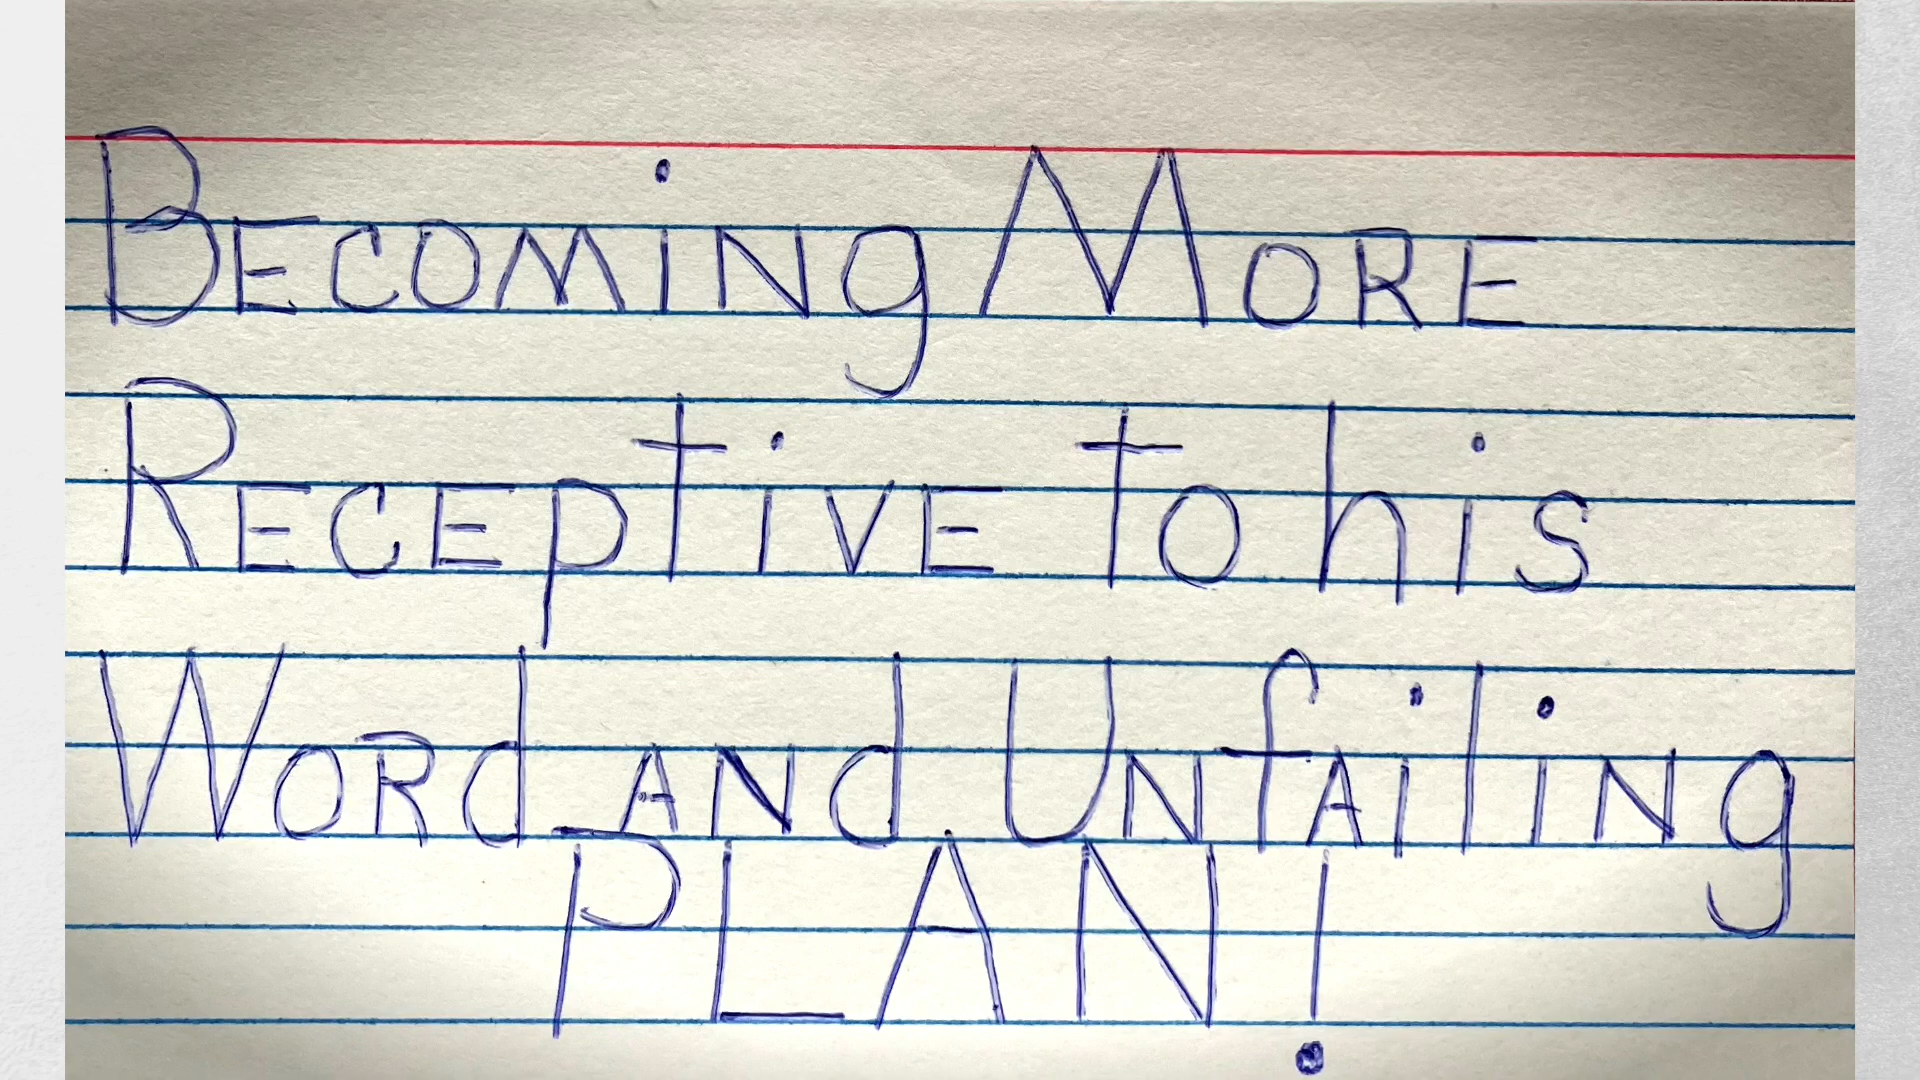 BECOMiNg MORE
RECEptiVE to his
WORd ANd UNfAiliNg
PLAN!